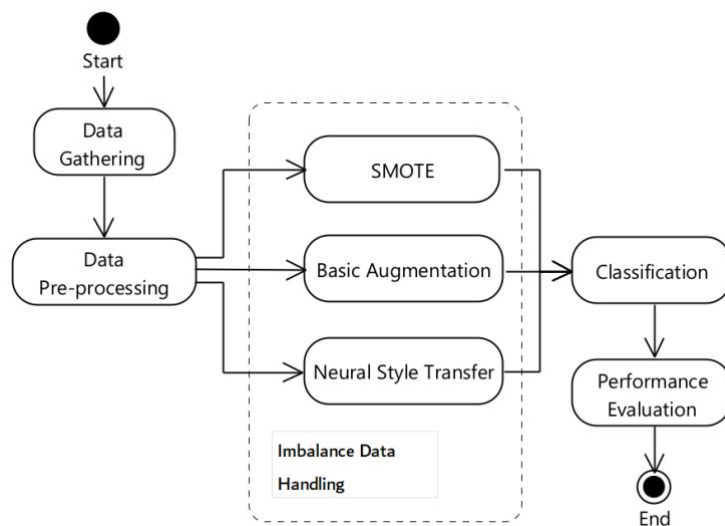 Start
Data
Gathering
Data
Pre-processing
SMOTE
Basic Augmentation
Neural Style Transfer
Imbalance Data
Handling
Classification
Performance
Evaluation
End